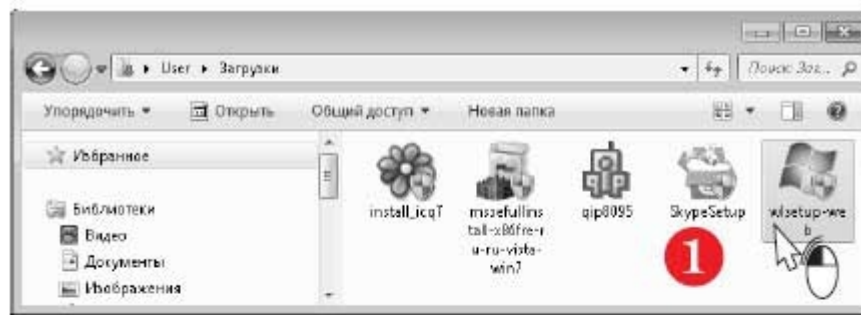 User ▸ Загрузки
Поиск: Заг...
Упорядочить
Открыть
Общий доступ
Новая папка
Избранное
Библиотеки
Видео
Документы
Изображения
install_icq7
mssefullins
tall-x86fre-r
u-ru-vista-
win7
qip8095
SkypeSetup
wlsetup-we
b
1